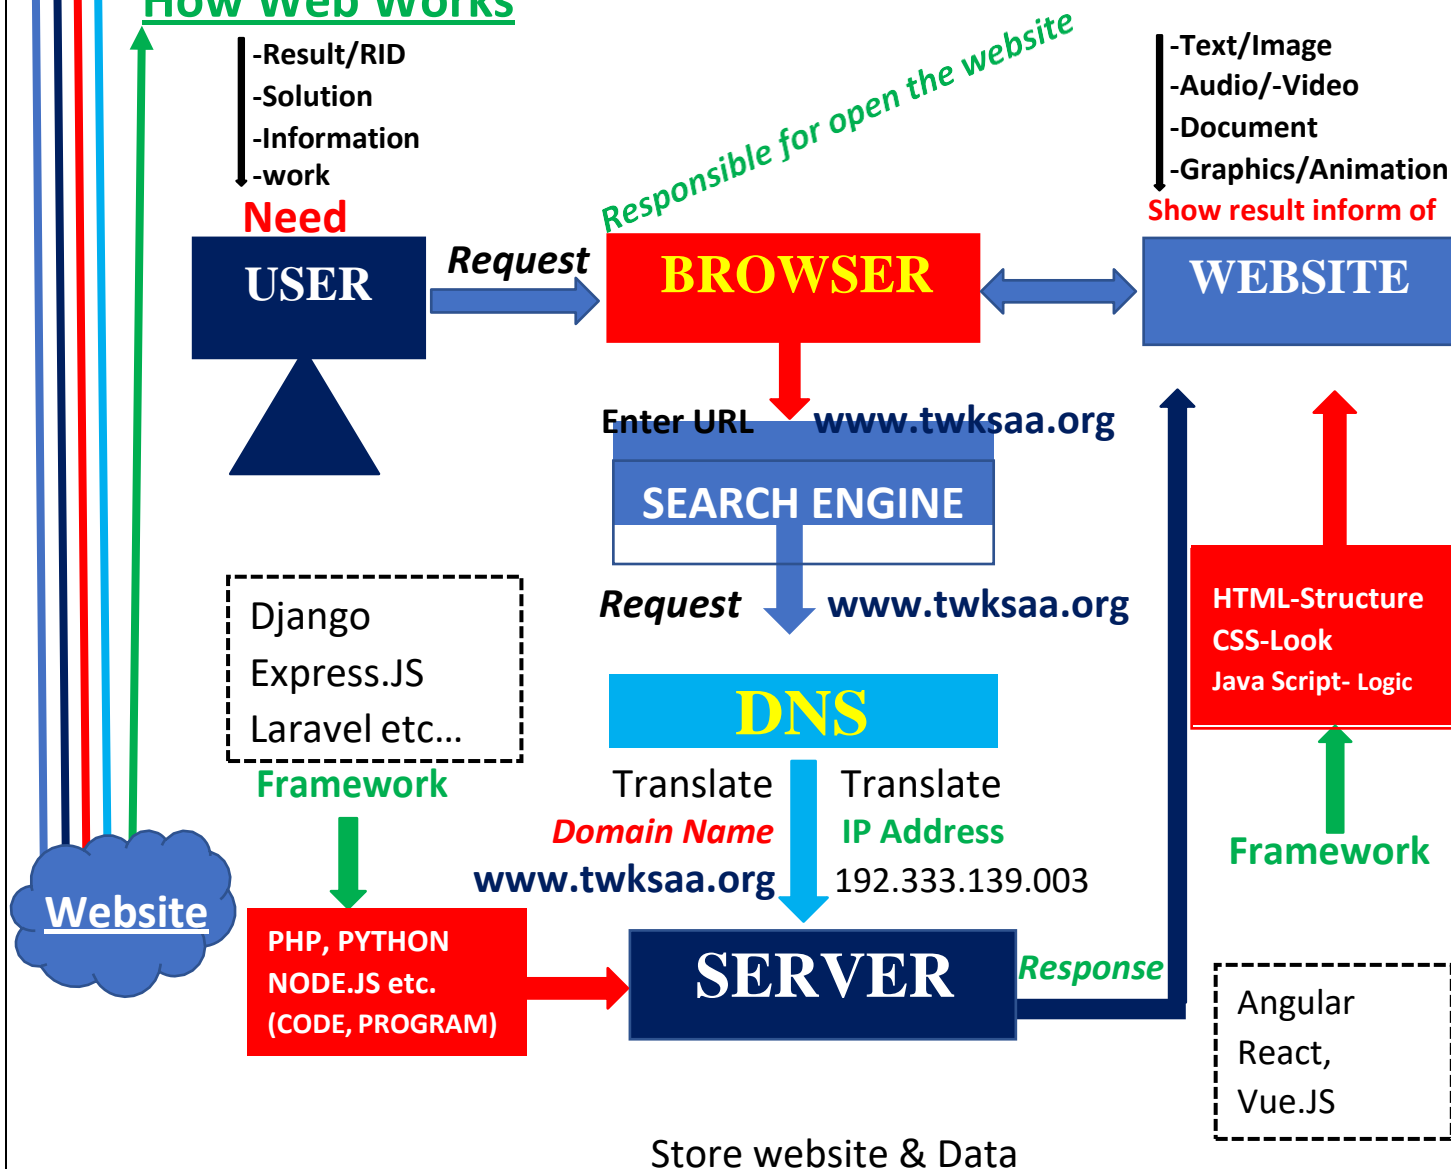 How Web Works
-Result/RID
-Solution
-Information
-work
Need
USER
Request
Responsible for open the website
BROWSER
-Text/Image
-Audio/-Video
-Document
-Graphics/Animation
Show result inform of
WEBSITE
Enter URL www.twksaa.org
SEARCH ENGINE
Request www.twksaa.org
DNS
Translate Translate
Domain Name IP Address
www.twksaa.org 192.333.139.003
Django
Express.JS
Laravel etc...
Framework
Website
PHP, PYTHON
NODE.JS etc.
(CODE, PROGRAM)
SERVER
Response
HTML-Structure
CSS-Look
Java Script- Logic
Framework
Angular
React,
Vue.JS
Store website & Data